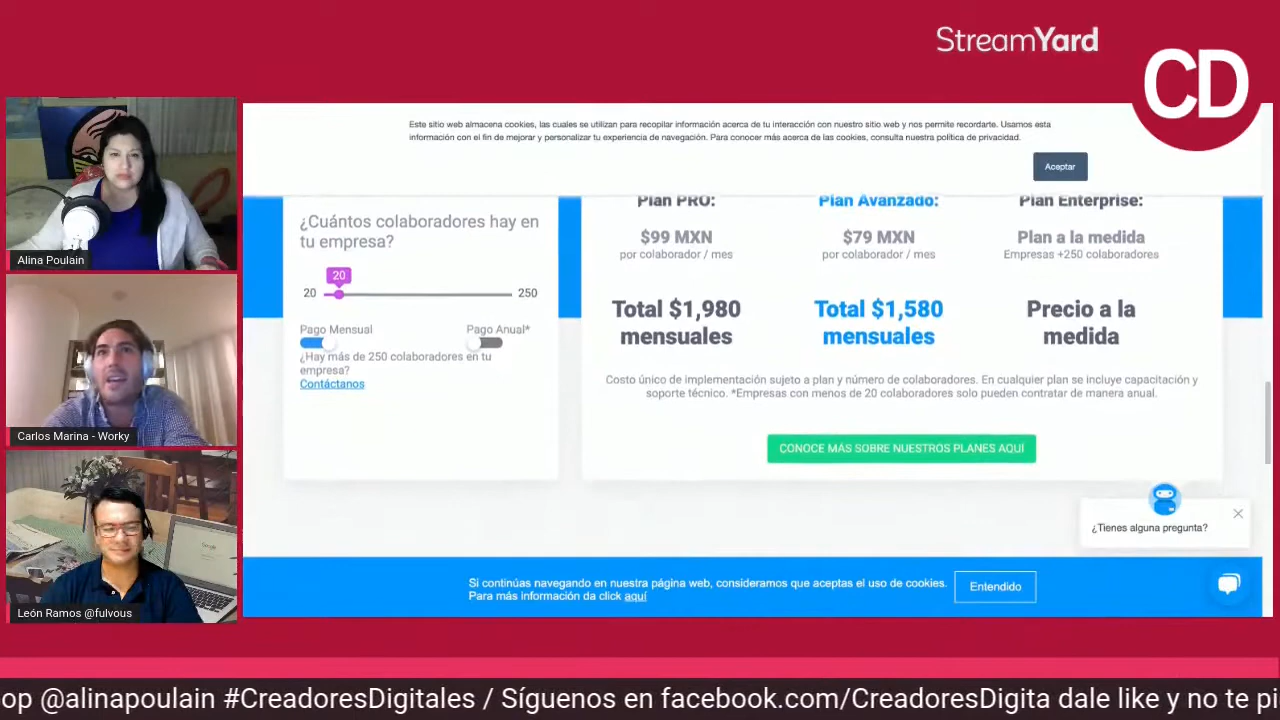 StreamYard
CD
Alina Poulain
Carlos Marina - Worky
León Ramos @fulvous
Este sitio web almacena cookies, las cuales se utilizan para recopilar información acerca de tu interacción con nuestro sitio web y nos permite recordarte. Usamos esta
información con el fin de mejorar y personalizar tu experiencia de navegación. Para conocer más acerca de las cookies, consulta nuestra política de privacidad.
Aceptar
¿Cuántos colaboradores hay en
tu empresa?
20
20
250
Pago Mensual
Pago Anual*
¿Hay más de 250 colaboradores en tu
empresa?
Contáctanos
Plan PRO:
$99 MXN
por colaborador / mes
Total $1,980
mensuales
Plan Avanzado:
$79 MXN
por colaborador / mes
Total $1,580
mensuales
Plan Enterprise:
Plan a la medida
Empresas +250 colaboradores
Precio a la
medida
Costo único de implementación sujeto a plan y número de colaboradores. En cualquier plan se incluye capacitación y
soporte técnico. *Empresas con menos de 20 colaboradores solo pueden contratar de manera anual.
CONOCE MÁS SOBRE NUESTROS PLANES AQUÍ
¿Tienes alguna pregunta?
Si continúas navegando en nuestra página web, consideramos que aceptas el uso de cookies.
Para más información da click aquí
Entendido
op @alinapoulain #CreadoresDigitales / Síguenos en facebook.com/CreadoresDigita dale like y no te pi